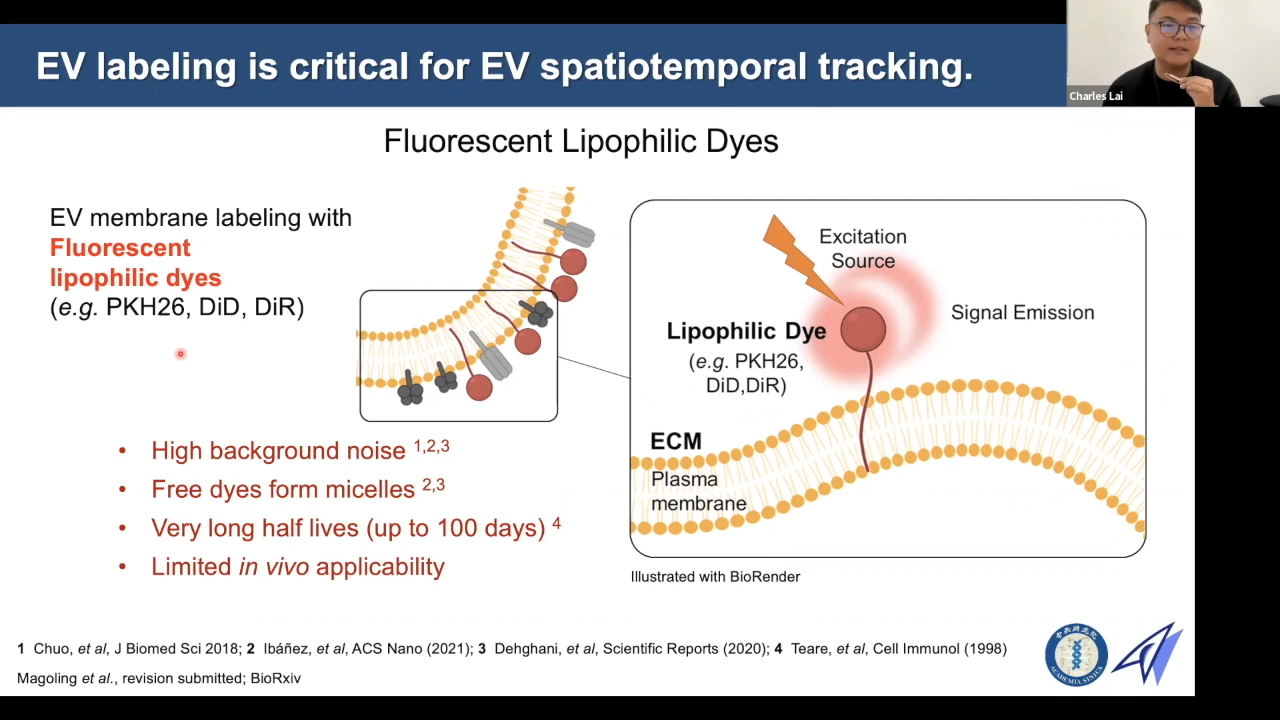 EV labeling is critical for EV spatiotemporal tracking.
Charles Lai
Fluorescent Lipophilic Dyes
EV membrane labeling with
Fluorescent
lipophilic dyes
(e.g. PKH26, DiD, DiR)
Excitation
Source
Signal Emission
Lipophilic Dye
(e.g. PKH26,
DiD,DiR)
ECM
Plasma
membrane
• High background noise 1,2,3
• Free dyes form micelles 2,3
• Very long half lives (up to 100 days) 4
• Limited in vivo applicability
Illustrated with BioRender
1 Chuo, et al, J Biomed Sci 2018; 2 Ibáñez, et al, ACS Nano (2021); 3 Dehghani, et al, Scientific Reports (2020); 4 Teare, et al, Cell Immunol (1998)
Magoling et al., revision submitted; BioRxiv
ACADEMIA SINICA